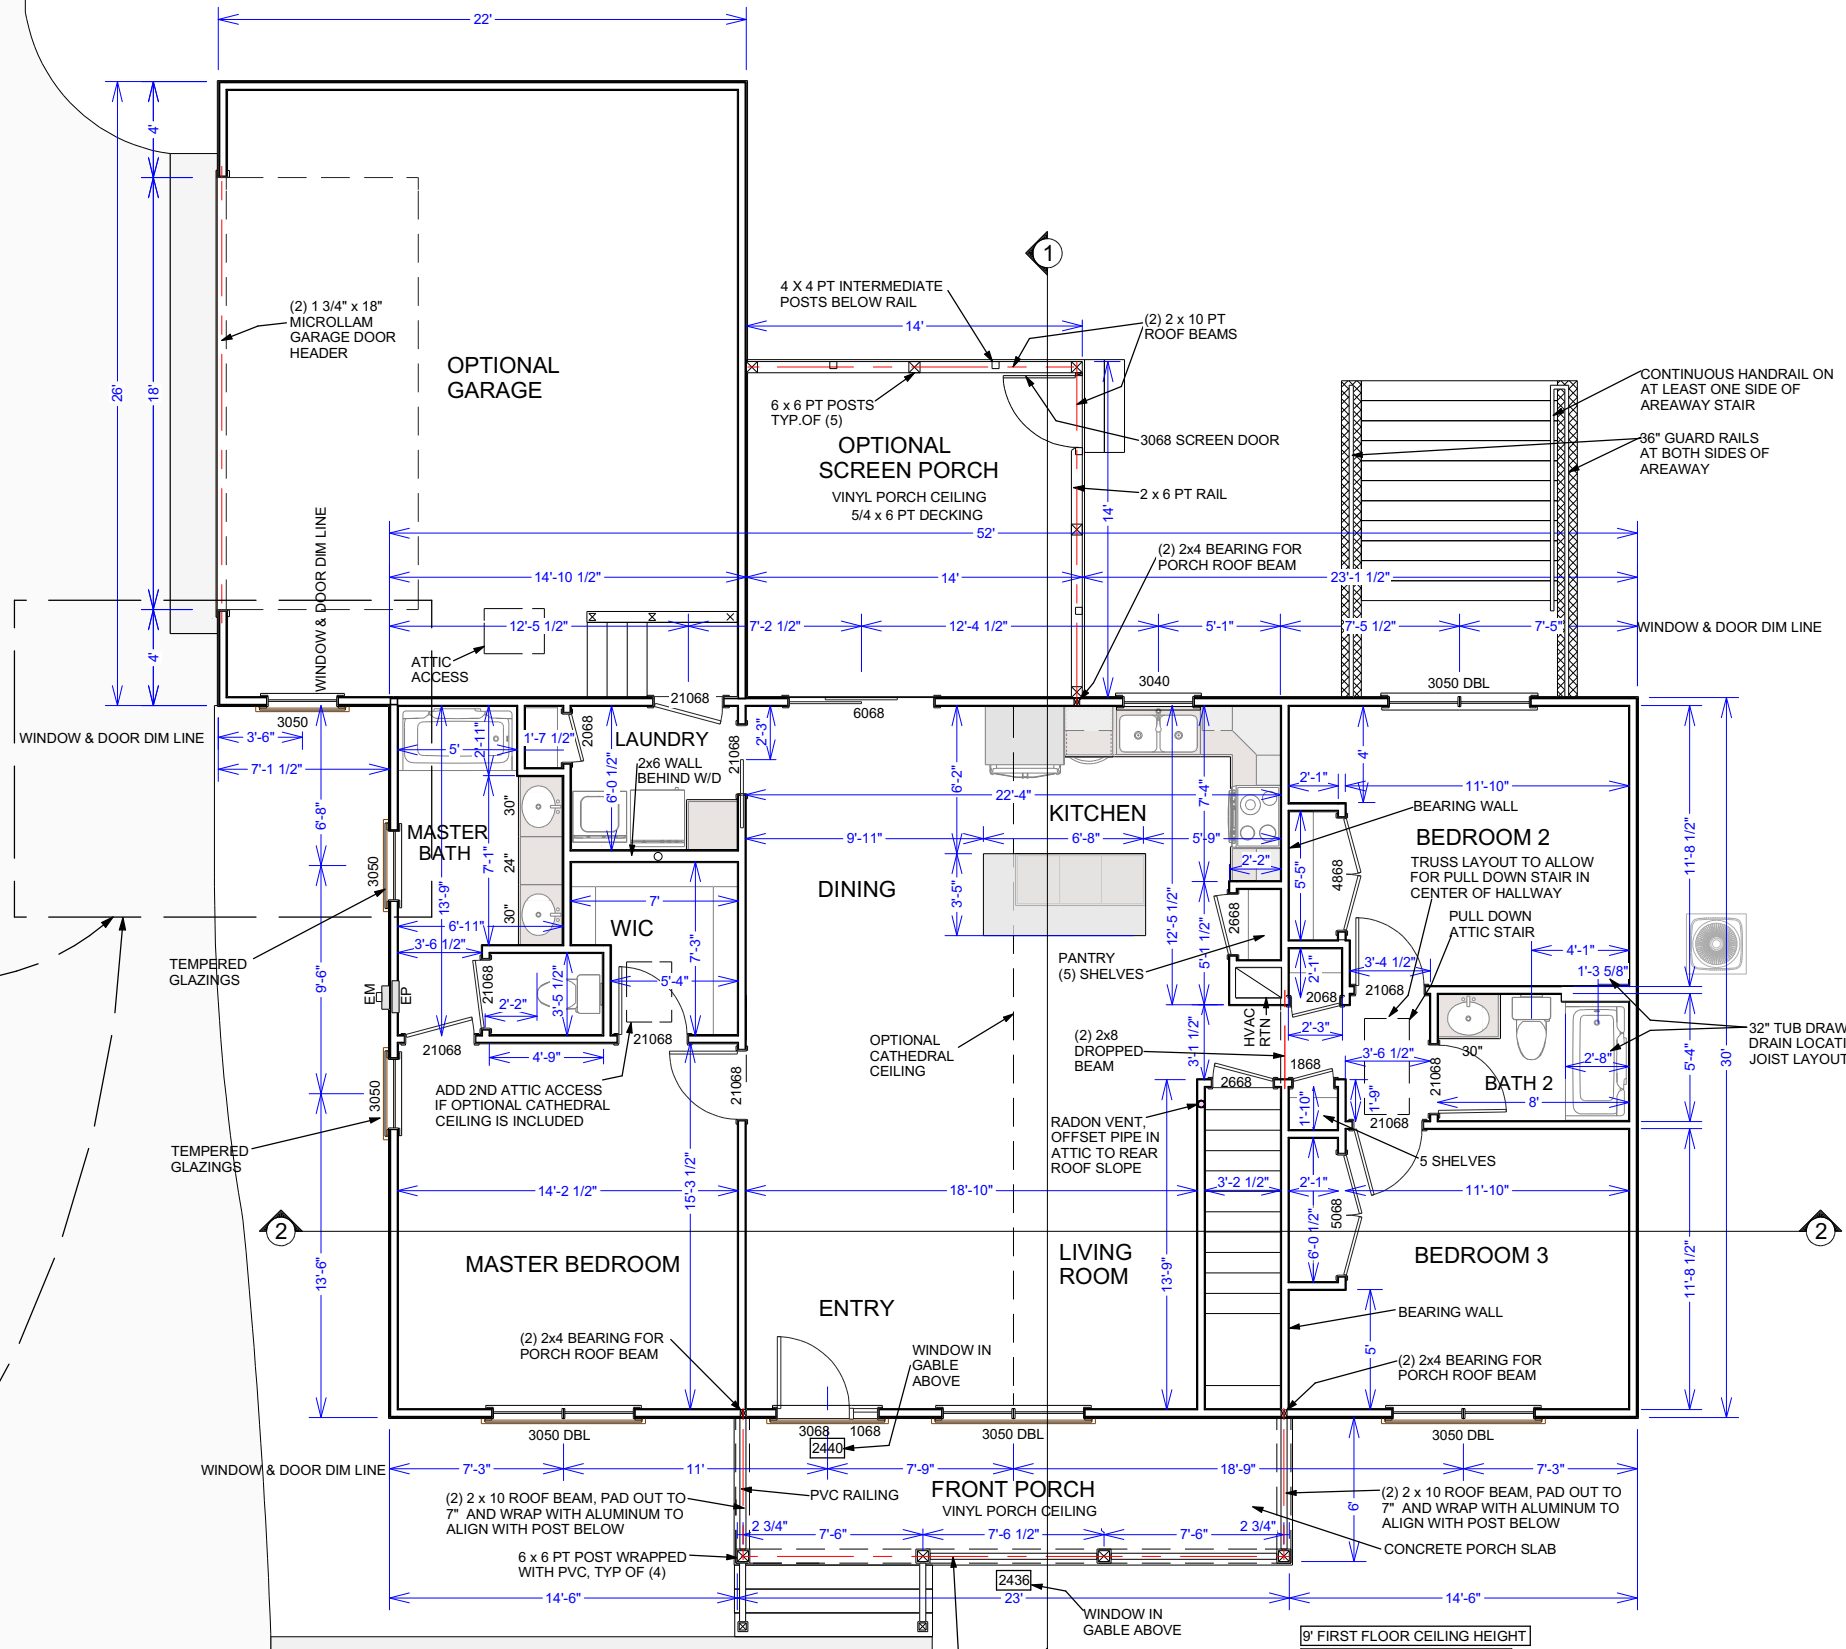 22'
4'
26'
18'
4'
(2) 1 3/4" x 18"
MICROLLAM
GARAGE DOOR
HEADER
OPTIONAL
GARAGE
WINDOW & DOOR DIM LINE
ATTIC
ACCESS
1
4 X 4 PT INTERMEDIATE
POSTS BELOW RAIL
14'
(2) 2 x 10 PT
ROOF BEAMS
6 x 6 PT POSTS
TYP.OF (5)
3068 SCREEN DOOR
OPTIONAL
SCREEN PORCH
VINYL PORCH CEILING
5/4 x 6 PT DECKING
2 x 6 PT RAIL
14'
CONTINUOUS HANDRAIL ON
AT LEAST ONE SIDE OF
AREAWAY STAIR
36" GUARD RAILS
AT BOTH SIDES OF
AREAWAY
52'
(2) 2x4 BEARING FOR
PORCH ROOF BEAM
14'-10 1/2"
14'
23'-1 1/2"
12'-5 1/2"
7'-2 1/2"
12'-4 1/2"
5'-1"
7'-5 1/2"
7'-5"
WINDOW & DOOR DIM LINE
3050
21068
6068
3040
3050 DBL
WINDOW & DOOR DIM LINE
3'-6"
7'-1 1/2"
6'-8"
9'-6"
13'-6"
5'
2'-11"
1'-7 1/2"
2068
LAUNDRY
2x6 WALL
BEHIND W/D
6'-0 1/2"
21068
2'-3"
30"
24"
30"
MASTER
BATH
3050
7'-1"
13'-9"
6'-11"
3'-6 1/2"
7'
WIC
7'-3"
5'-4"
21068
2'-2"
3'-5 1/2"
TEMPERED
GLAZINGS
EM
EP
21068
21068
4'-9"
21068
3050
ADD 2ND ATTIC ACCESS
IF OPTIONAL CATHEDRAL
CEILING IS INCLUDED
TEMPERED
GLAZINGS
14'-2 1/2"
15'-3 1/2"
MASTER BEDROOM
22'-4"
6'-2"
9'-11"
6'-8"
5'-9"
7'-4"
KITCHEN
DINING
3'-5"
2'-2"
12'-5 1/2"
5'-1 1/2"
2668
PANTRY
(5) SHELVES
OPTIONAL
CATHEDRAL
CEILING
(2) 2x8
DROPPED
BEAM
3'-1 1/2"
HVAC
RTN
2668
1868
RADON VENT,
OFFSET PIPE IN
ATTIC TO REAR
ROOF SLOPE
18'-10"
3'-2 1/2"
13'-9"
LIVING
ROOM
ENTRY
4'
2'-1"
11'-10"
BEARING WALL
BEDROOM 2
TRUSS LAYOUT TO ALLOW
FOR PULL DOWN STAIR IN
CENTER OF HALLWAY
PULL DOWN
ATTIC STAIR
5'-5"
4868
11'-8 1/2"
4'-1"
1'-3 5/8"
3'-4 1/2"
21068
2'-1"
2068
2'-3"
3'-6 1/2"
21068
30"
2'-8"
BATH 2
8'
5'-4"
30'
32" TUB DRAW
DRAIN LOCATI
JOIST LAYOUT
1'-10"
1'-9"
21068
5 SHELVES
2'-1"
11'-10"
6'-0 1/2"
5068
BEDROOM 3
BEARING WALL
5'
11'-8 1/2"
2
2
(2) 2x4 BEARING FOR
PORCH ROOF BEAM
WINDOW IN
GABLE
ABOVE
(2) 2x4 BEARING FOR
PORCH ROOF BEAM
3050 DBL
3068
1068
2440
3050 DBL
3050 DBL
WINDOW & DOOR DIM LINE
7'-3"
11'
7'-9"
18'-9"
7'-3"
(2) 2 x 10 ROOF BEAM, PAD OUT TO
7" AND WRAP WITH ALUMINUM TO
ALIGN WITH POST BELOW
PVC RAILING
FRONT PORCH
VINYL PORCH CEILING
6'
(2) 2 x 10 ROOF BEAM, PAD OUT TO
7" AND WRAP WITH ALUMINUM TO
ALIGN WITH POST BELOW
2 3/4"
7'-6"
7'-6 1/2"
7'-6"
2 3/4"
CONCRETE PORCH SLAB
6 x 6 PT POST WRAPPED
WITH PVC, TYP OF (4)
2436
14'-6"
23'
14'-6"
WINDOW IN
GABLE ABOVE
9' FIRST FLOOR CEILING HEIGHT